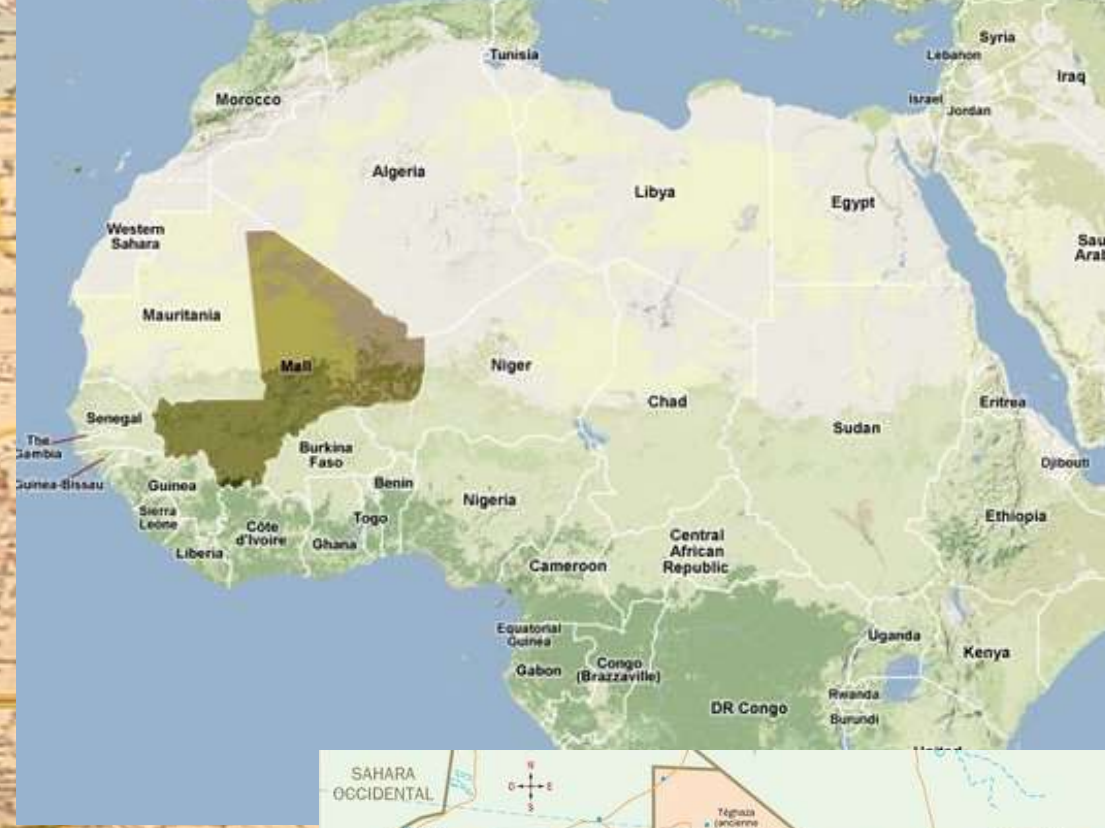 Tunisia
Syria
Lebanon
Iraq
Morocco
Israel
Jordan
Algeria
Libya
Egypt
Western
Sahara
Sau
Arab
Mauritania
Mali
Niger
Chad
Sudan
Eritrea
Senegal
The
Gambia
Burkina
Faso
Djibouti
Guinea-Bissau
Guinea
Benin
Nigeria
Sierra
Leone
Côte
d'Ivoire
Togo
Ghana
Ethiopia
Liberia
Central
African
Republic
Cameroon
Equatorial
Guinea
Uganda
Gabon
Congo
(Brazzaville)
Kenya
DR Congo
Rwanda
Burundi
United
SAHARA
OCCIDENTAL
N
O
E
S
Téghaza
(ancienne